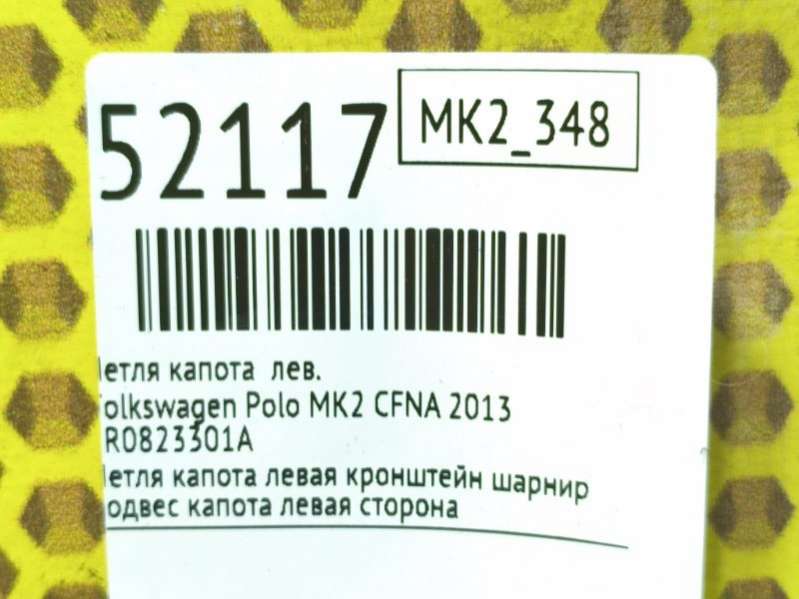 52117
MK2_348
етля капота лев.
olkswagen Polo MK2 CFNA 2013
R0823301A
етля капота левая кронштейн шарнир
одвес капота левая сторона